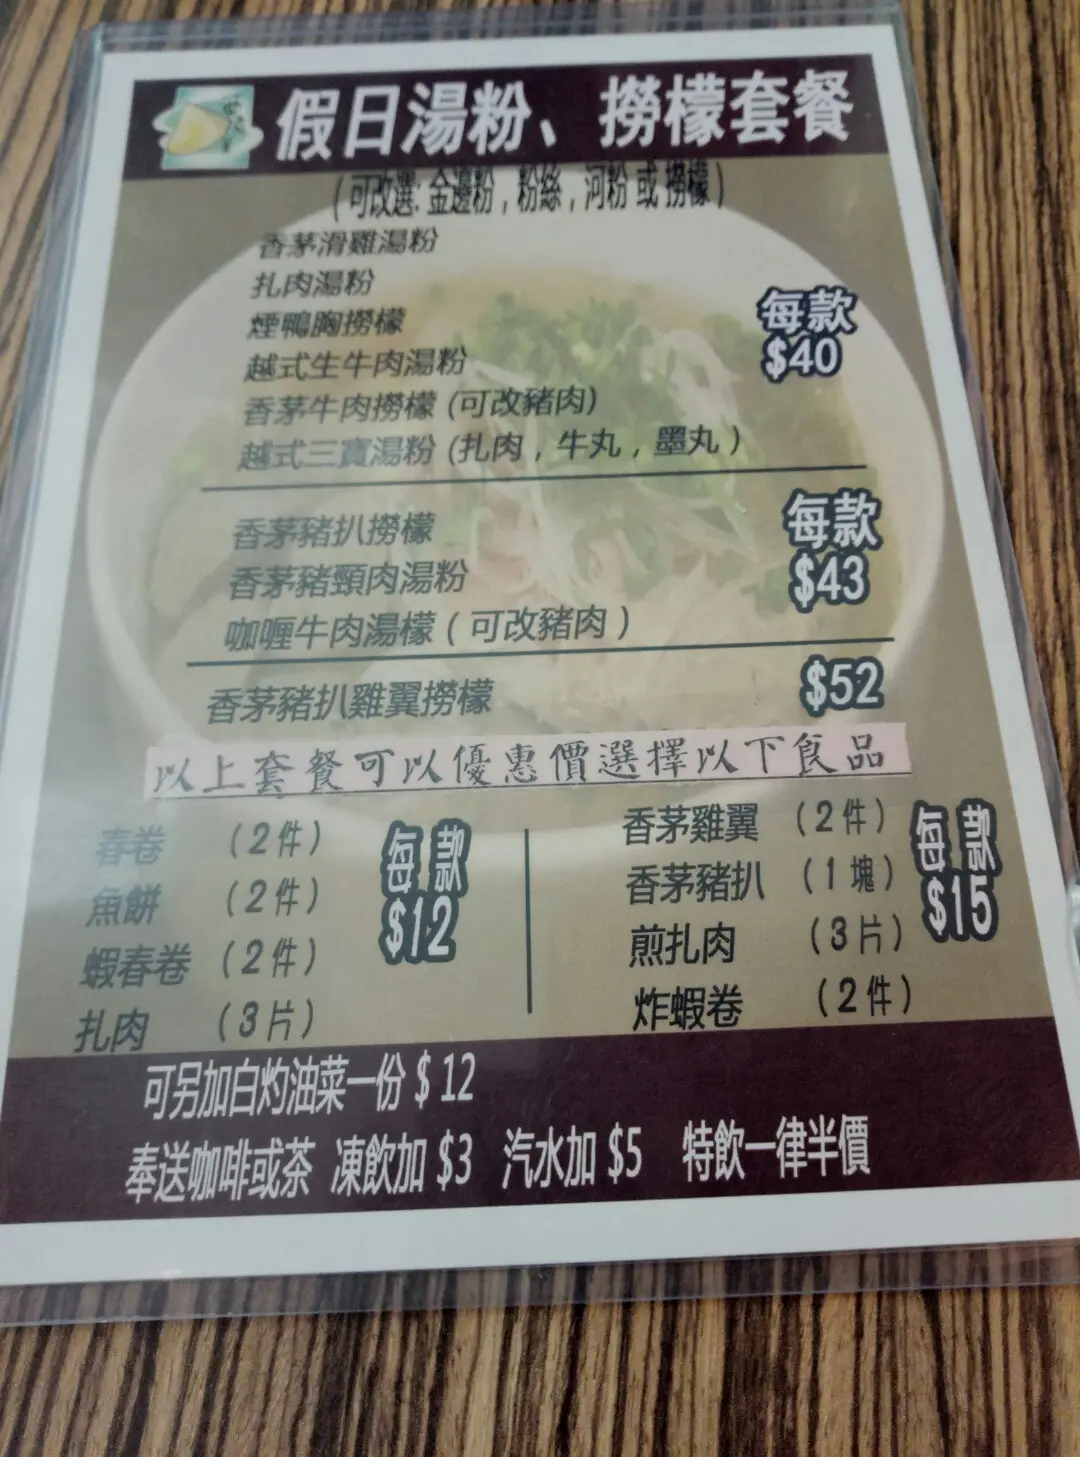 假日湯粉、撈檬套餐
(可改選: 金邊粉,粉絲,河粉 或 撈檬)
香茅滑雞湯粉
扎肉湯粉
煙鴨胸撈檬
越式生牛肉湯粉
香茅牛肉撈檬 (可改豬肉)
越式三寶湯粉 (扎肉,牛丸,墨丸)
每款
$40
香茅豬扒撈檬
香茅豬頸肉湯粉
咖喱牛肉湯檬 (可改豬肉)
每款
$43
香茅豬扒雞翼撈檬 $52
以上套餐可以優惠價選擇以下食品
春卷 (2件)
魚餅 (2件)
蝦春卷 (2件)
扎肉 (3片)
每款
$12
香茅雞翼 (2件)
香茅豬扒 (1塊)
煎扎肉 (3片)
炸蝦卷 (2件)
每款
$15
可另加白灼油菜一份 $12
奉送咖啡或茶 凍飲加 $3 汽水加 $5 特飲一律半價